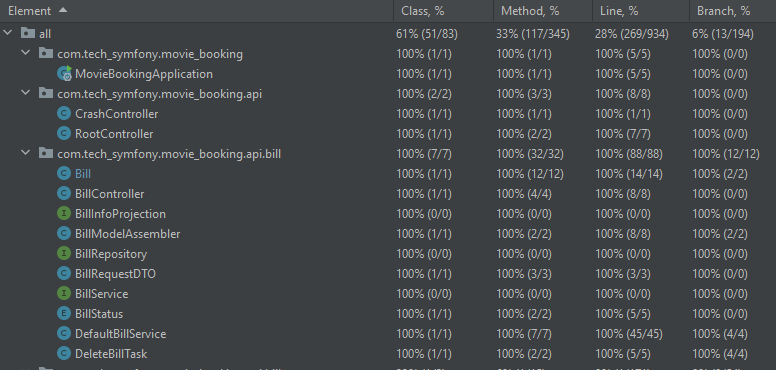 Element Class, % Method, % Line, % Branch, %
all 61% (51/83) 33% (117/345) 28% (269/934) 6% (13/194)
com.tech_symfony.movie_booking 100% (1/1) 100% (1/1) 100% (5/5) 100% (0/0)
MovieBookingApplication 100% (1/1) 100% (1/1) 100% (5/5) 100% (0/0)
com.tech_symfony.movie_booking.api 100% (2/2) 100% (3/3) 100% (8/8) 100% (0/0)
CrashController 100% (1/1) 100% (1/1) 100% (1/1) 100% (0/0)
RootController 100% (1/1) 100% (2/2) 100% (7/7) 100% (0/0)
com.tech_symfony.movie_booking.api.bill 100% (7/7) 100% (32/32) 100% (88/88) 100% (12/12)
Bill 100% (1/1) 100% (12/12) 100% (14/14) 100% (2/2)
BillController 100% (1/1) 100% (4/4) 100% (8/8) 100% (0/0)
BillInfoProjection 100% (0/0) 100% (0/0) 100% (0/0) 100% (0/0)
BillModelAssembler 100% (1/1) 100% (2/2) 100% (8/8) 100% (2/2)
BillRepository 100% (0/0) 100% (0/0) 100% (0/0) 100% (0/0)
BillRequestDTO 100% (1/1) 100% (3/3) 100% (3/3) 100% (0/0)
BillService 100% (0/0) 100% (0/0) 100% (0/0) 100% (0/0)
BillStatus 100% (1/1) 100% (2/2) 100% (5/5) 100% (0/0)
DefaultBillService 100% (1/1) 100% (7/7) 100% (45/45) 100% (4/4)
DeleteBillTask 100% (1/1) 100% (2/2) 100% (5/5) 100% (4/4)